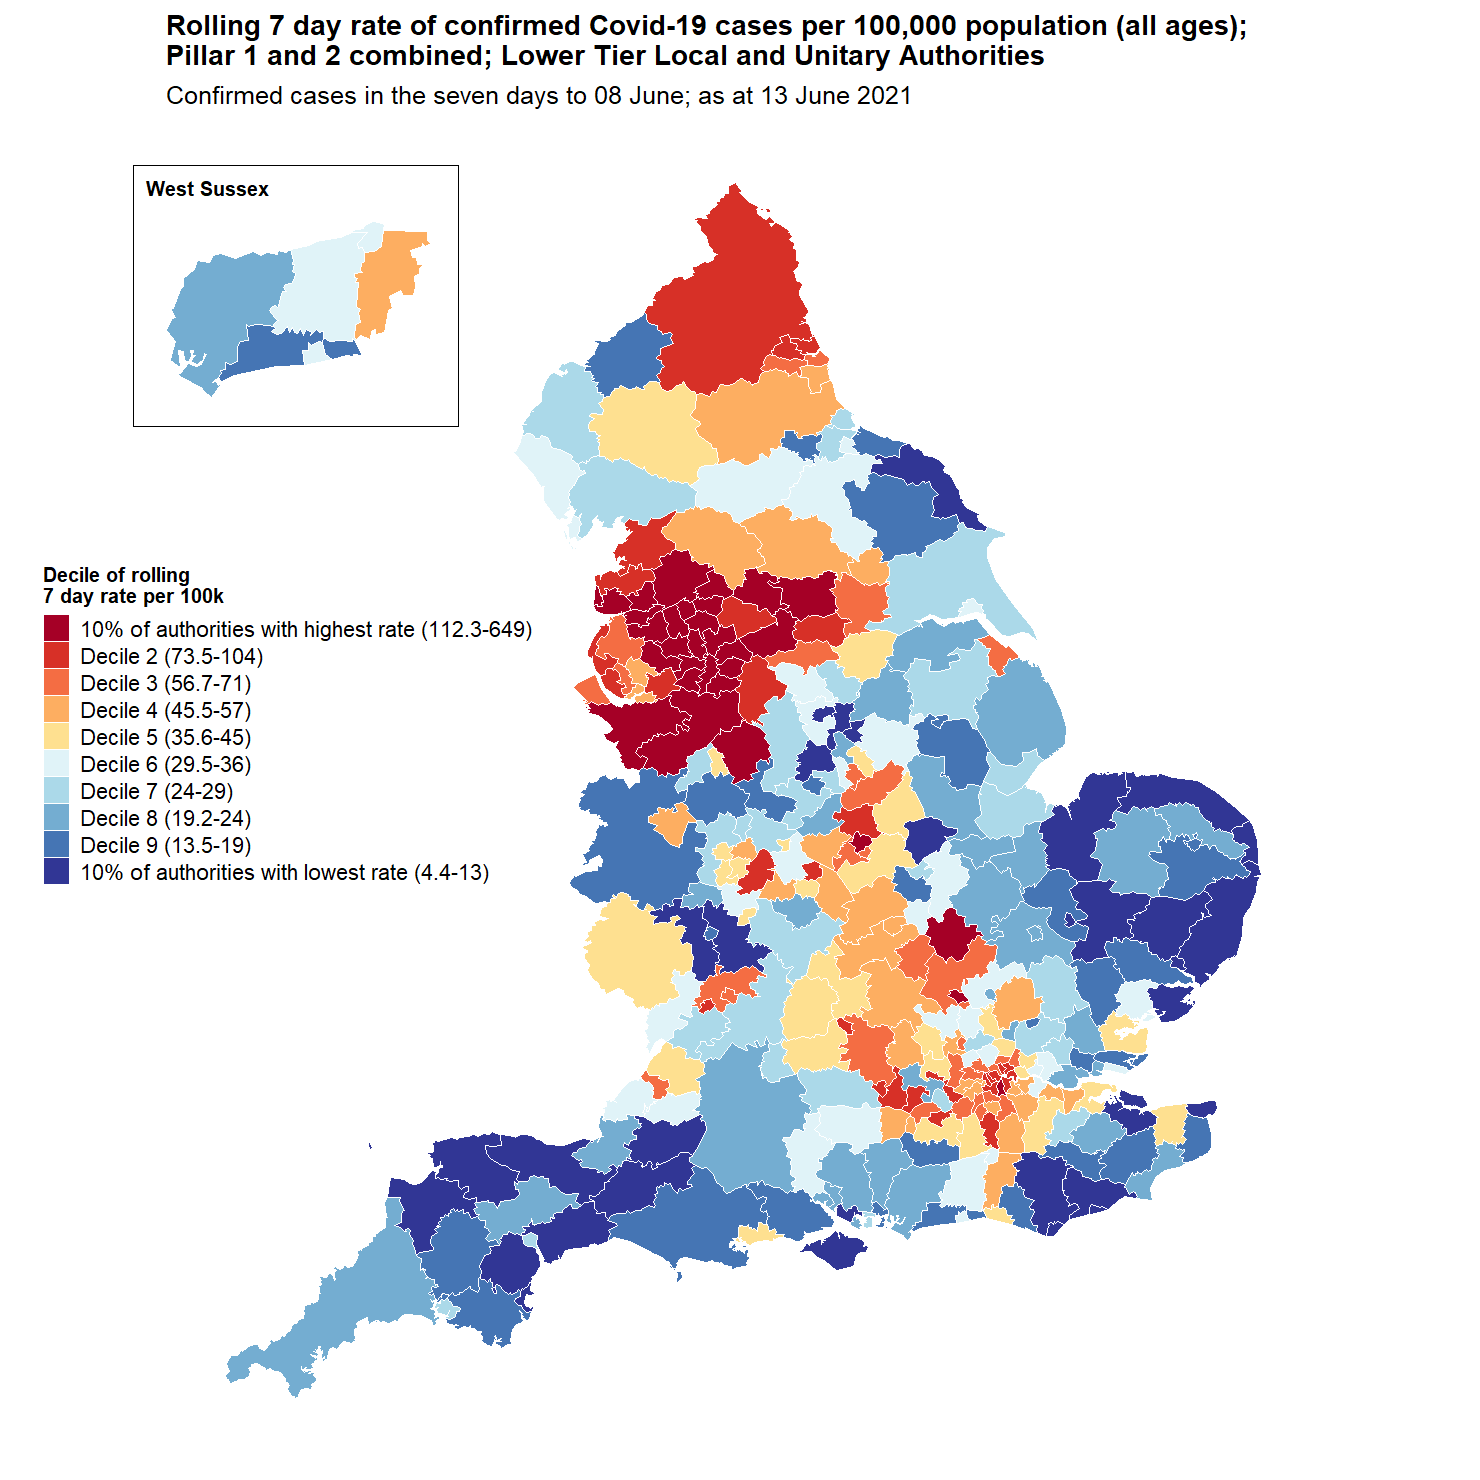 Rolling 7 day rate of confirmed Covid-19 cases per 100,000 population (all ages);
Pillar 1 and 2 combined; Lower Tier Local and Unitary Authorities
Confirmed cases in the seven days to 08 June; as at 13 June 2021
West Sussex
Decile of rolling
7 day rate per 100k
10% of authorities with highest rate (112.3-649)
Decile 2 (73.5-104)
Decile 3 (56.7-71)
Decile 4 (45.5-57)
Decile 5 (35.6-45)
Decile 6 (29.5-36)
Decile 7 (24-29)
Decile 8 (19.2-24)
Decile 9 (13.5-19)
10% of authorities with lowest rate (4.4-13)